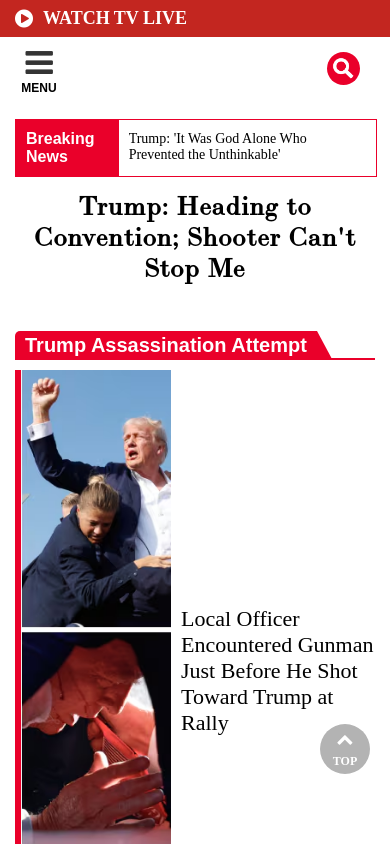 WATCH TV LIVE
MENU
Breaking
News
Trump: 'It Was God Alone Who
Prevented the Unthinkable'
Trump: Heading to
Convention; Shooter Can't
Stop Me
Trump Assassination Attempt
Local Officer
Encountered Gunman
Just Before He Shot
Toward Trump at
Rally
TOP